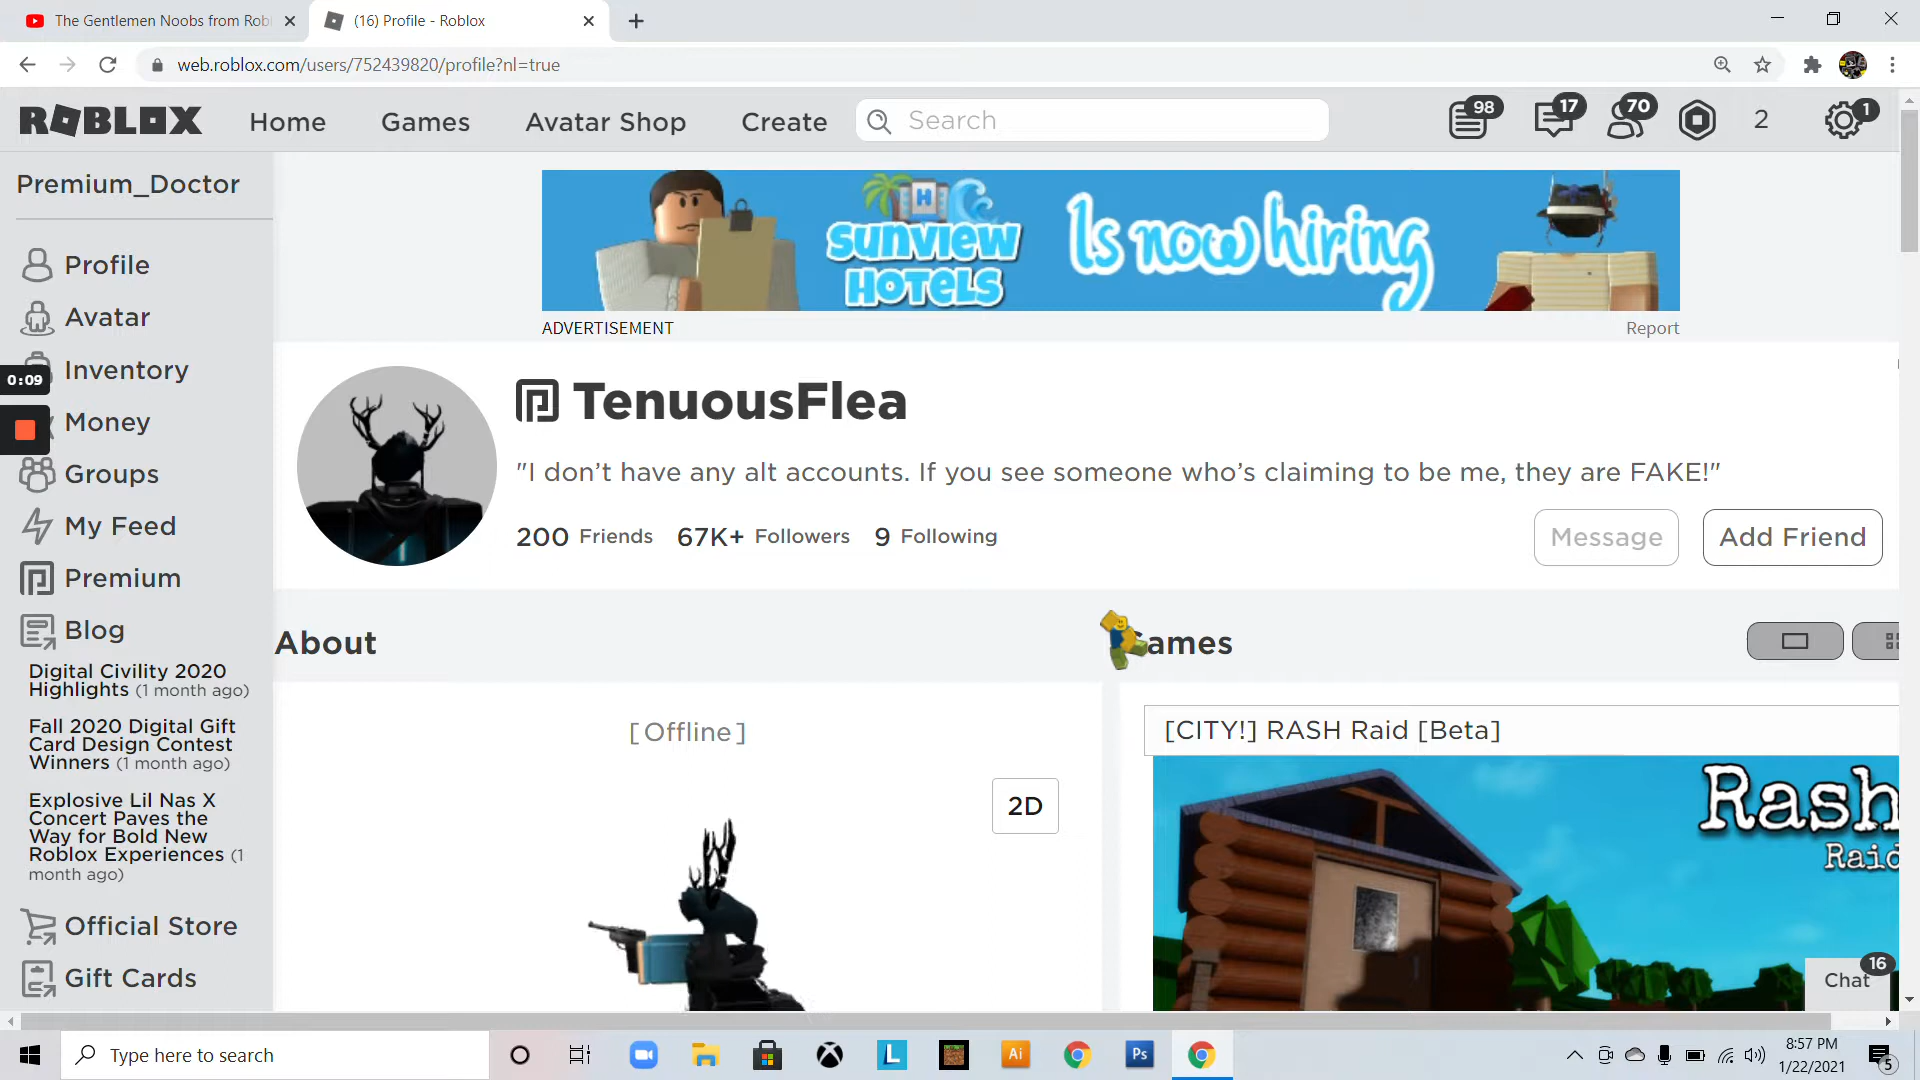 The Gentlemen Noobs from Rob
(16) Profile - Roblox
web.roblox.com/users/752439820/profile?nl=true
ROBLOX
Home
Games
Avatar Shop
Create
Search
98
17
70
2
1
Premium_Doctor
Profile
Avatar
Inventory
0:09
Money
Groups
My Feed
Premium
Blog
Digital Civility 2020
Highlights (1 month ago)
Fall 2020 Digital Gift
Card Design Contest
Winners (1 month ago)
Explosive Lil Nas X
Concert Paves the
Way for Bold New
Roblox Experiences (1
month ago)
Official Store
Gift Cards
H
SUNVIEW
HOTELS
Is now hiring
ADVERTISEMENT
Report
TenuousFlea
"I don’t have any alt accounts. If you see someone who’s claiming to be me, they are FAKE!"
200 Friends
67K+ Followers
9 Following
Message
Add Friend
About
ames
[ Offline ]
2D
[CITY!] RASH Raid [Beta]
Rash
Raid
Chat
16
Type here to search
L
Ai
Ps
8:57 PM
1/22/2021
5